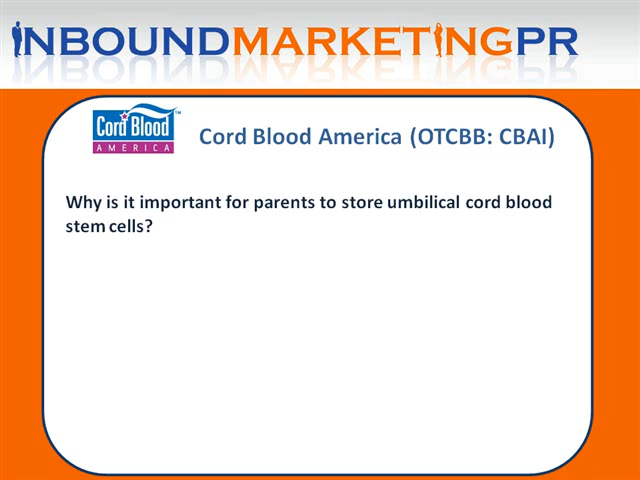 INBOUNDMARKETINGPR
Cord Blood™
AMERICA
Cord Blood America (OTCBB: CBAI)
Why is it important for parents to store umbilical cord blood
stem cells?